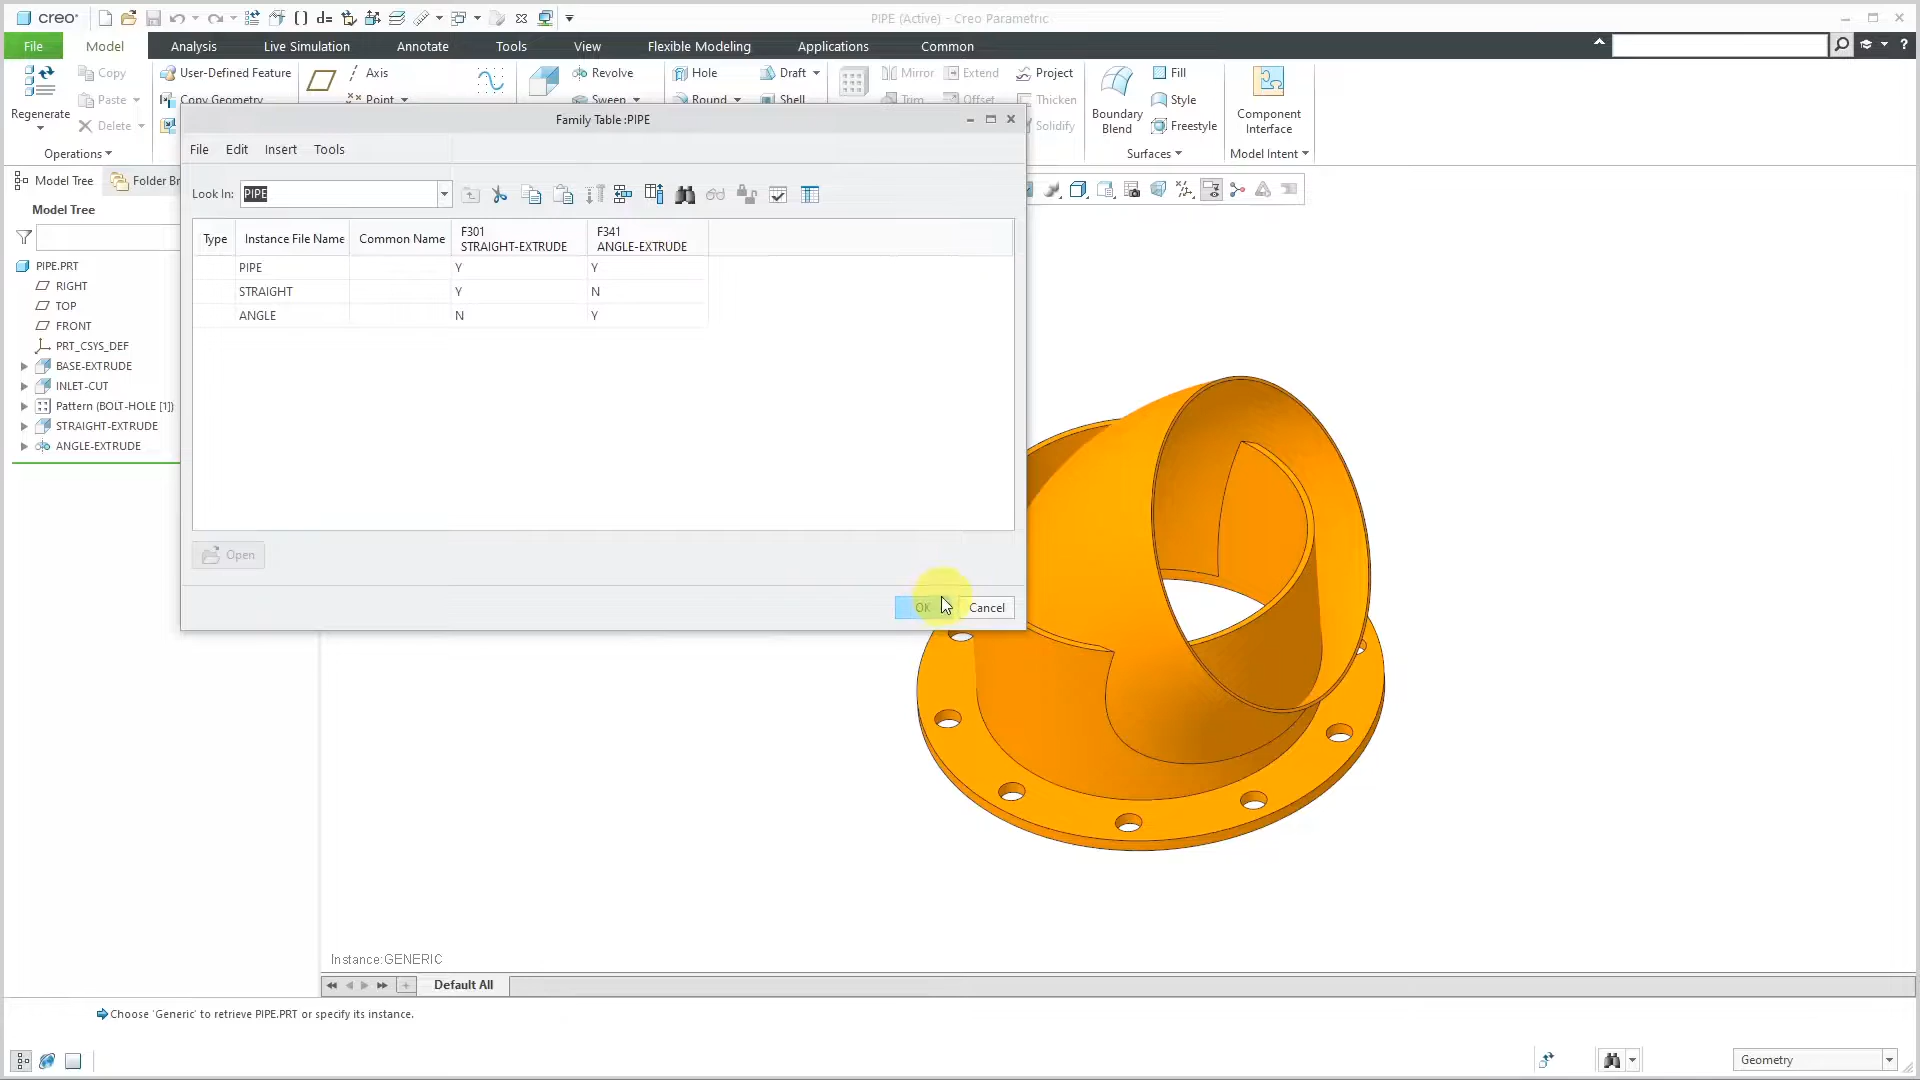 creo°
d=
PIPE (Active) - Creo Parametric
File
Model
Analysis
Live Simulation
Annotate
Tools
View
Flexible Modeling
Applications
Common
?
Regenerate
Copy
Paste
Delete
Operations
User-Defined Feature
Copy Geometry
Axis
Point
Revolve
Sweep
Hole
Round
Draft
Shell
Mirror
Trim
Extend
Offset
Project
Thicken
Solidify
Boundary
Blend
Fill
Style
Freestyle
Surfaces
Component
Interface
Model Intent
Model Tree
Folder Br
Model Tree
PIPE.PRT
RIGHT
TOP
FRONT
PRT_CSYS_DEF
BASE-EXTRUDE
INLET-CUT
Pattern (BOLT-HOLE [1])
STRAIGHT-EXTRUDE
ANGLE-EXTRUDE
Family Table :PIPE
File Edit Insert Tools
Look In: PIPE
Type Instance File Name Common Name F301 STRAIGHT-EXTRUDE F341 ANGLE-EXTRUDE
PIPE Y Y
STRAIGHT Y N
ANGLE N Y
Open
OK Cancel
Instance:GENERIC
Default All
Choose 'Generic' to retrieve PIPE.PRT or specify its instance.
Geometry